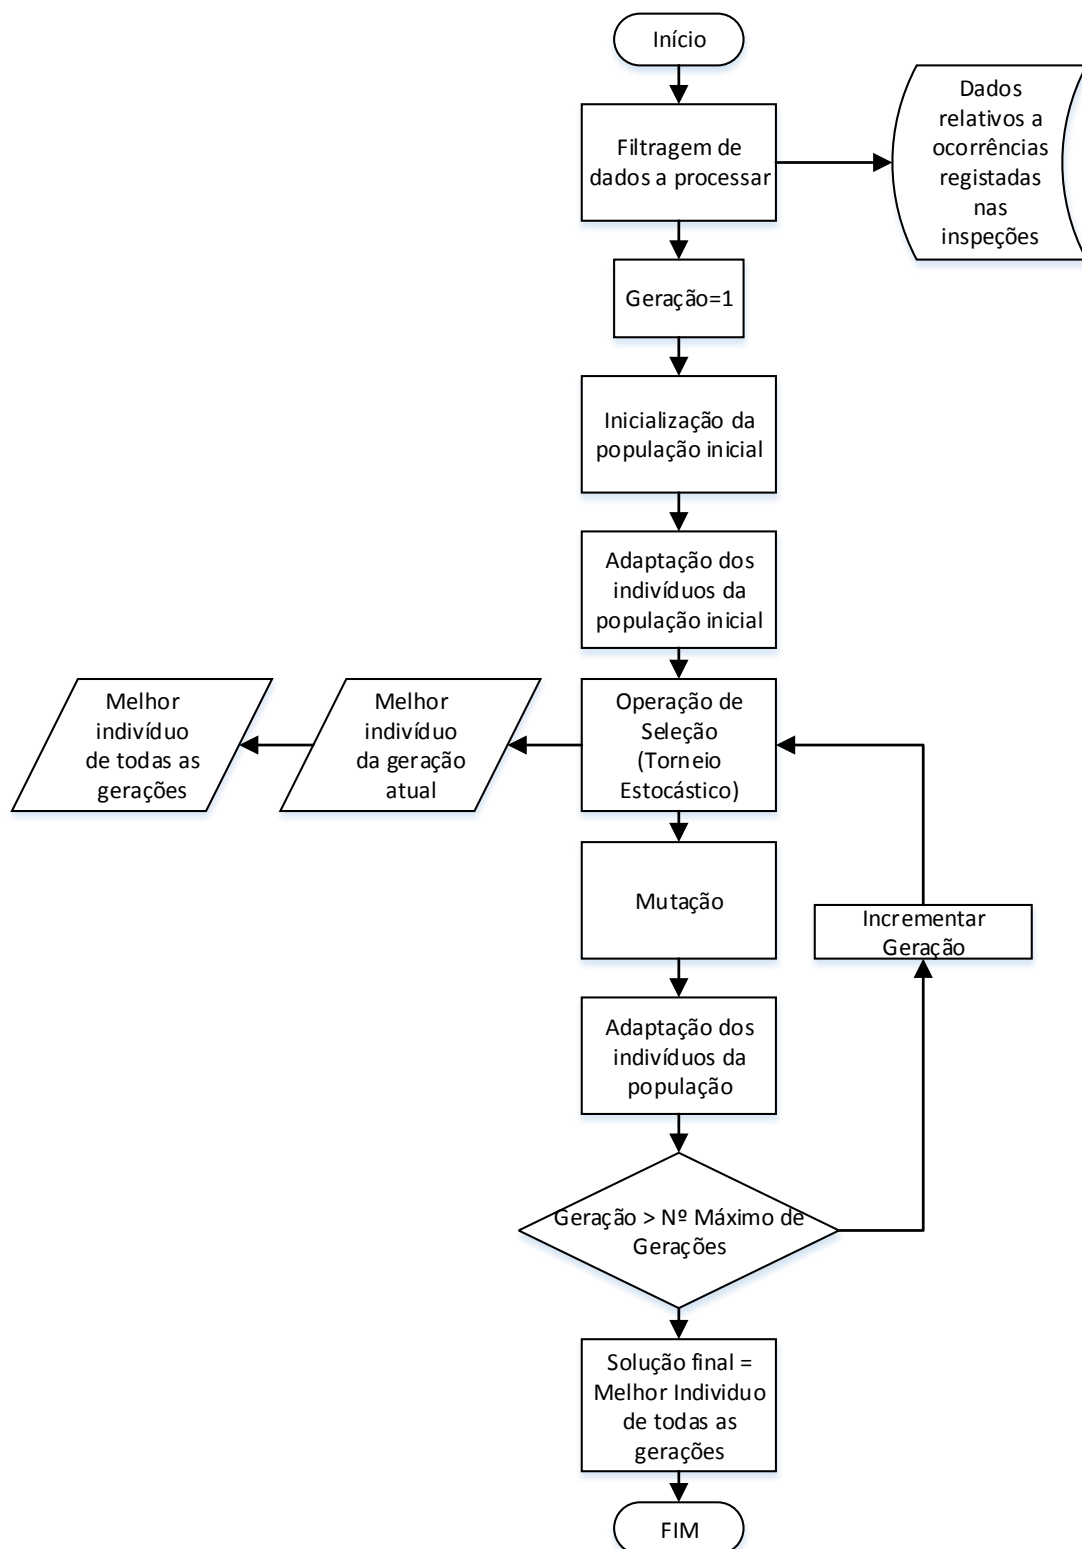 Início
Filtragem de
dados a processar
Dados
relativos a
ocorrências
registadas
nas
inspeções
Geração=1
Inicialização da
população inicial
Adaptação dos
indivíduos da
população inicial
Melhor
indivíduo
de todas as
gerações
Melhor
indivíduo
da geração
atual
Operação de
Seleção
(Torneio
Estocástico)
Mutação
Incrementar
Geração
Adaptação dos
indivíduos da
população
Geração > Nº Máximo de
Gerações
Solução final =
Melhor Individuo
de todas as
gerações
FIM